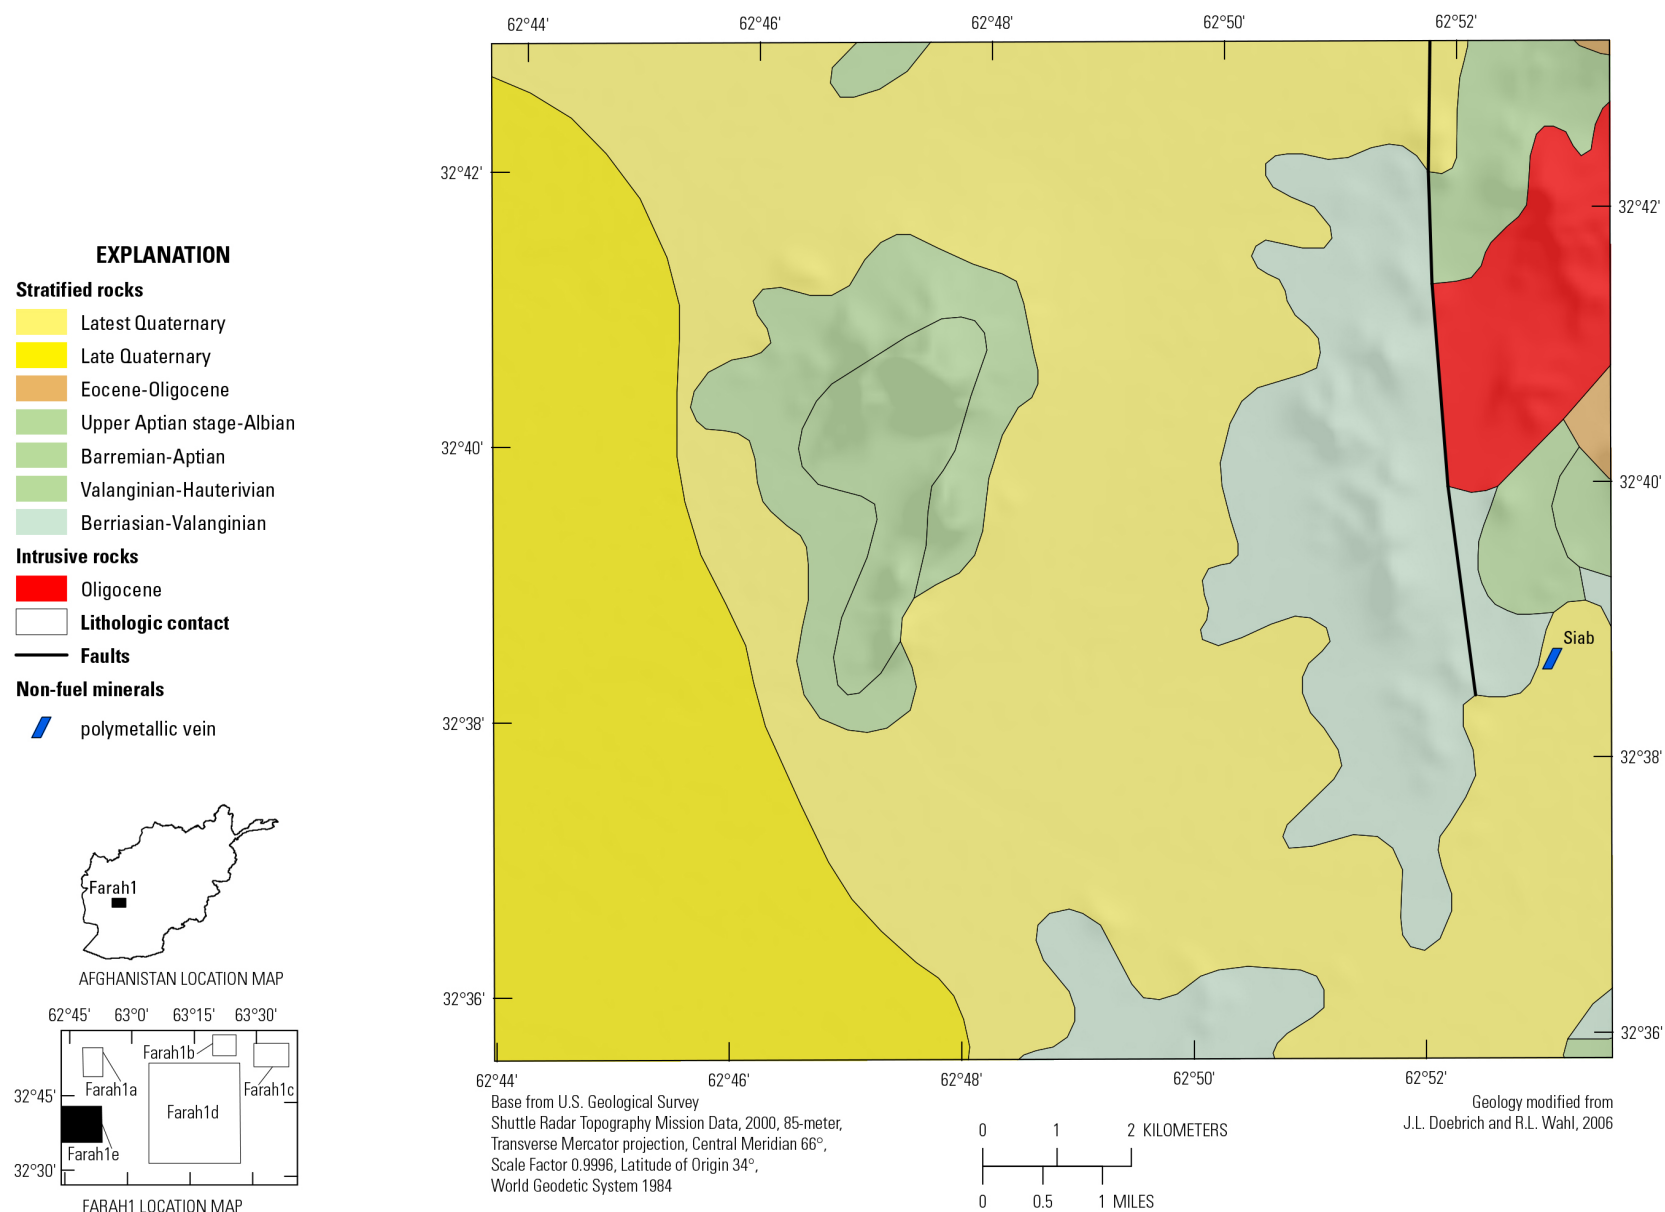 62°44' 62°46' 62°48' 62°50' 62°52'
32°42'
32°42'
EXPLANATION
Stratified rocks
Latest Quaternary
Late Quaternary
Eocene-Oligocene
Upper Aptian stage-Albian
Barremian-Aptian
Valanginian-Hauterivian
Berriasian-Valanginian
Intrusive rocks
Oligocene
Lithologic contact
Faults
Non-fuel minerals
polymetallic vein
32°40'
32°40'
Siab
32°38'
32°38'
32°36'
32°36'
Farah1
AFGHANISTAN LOCATION MAP
62°45' 63°0' 63°15' 63°30'
Farah1b
Farah1a
Farah1c
32°45'
Farah1d
Farah1e
32°30'
FARAH1 LOCATION MAP
62°44' 62°46' 62°48' 62°50' 62°52'
Base from U.S. Geological Survey
Shuttle Radar Topography Mission Data, 2000, 85-meter,
Transverse Mercator projection, Central Meridian 66°,
Scale Factor 0.9996, Latitude of Origin 34°,
World Geodetic System 1984
0 1 2 KILOMETERS
0 0.5 1 MILES
Geology modified from
J.L. Doebrich and R.L. Wahl, 2006